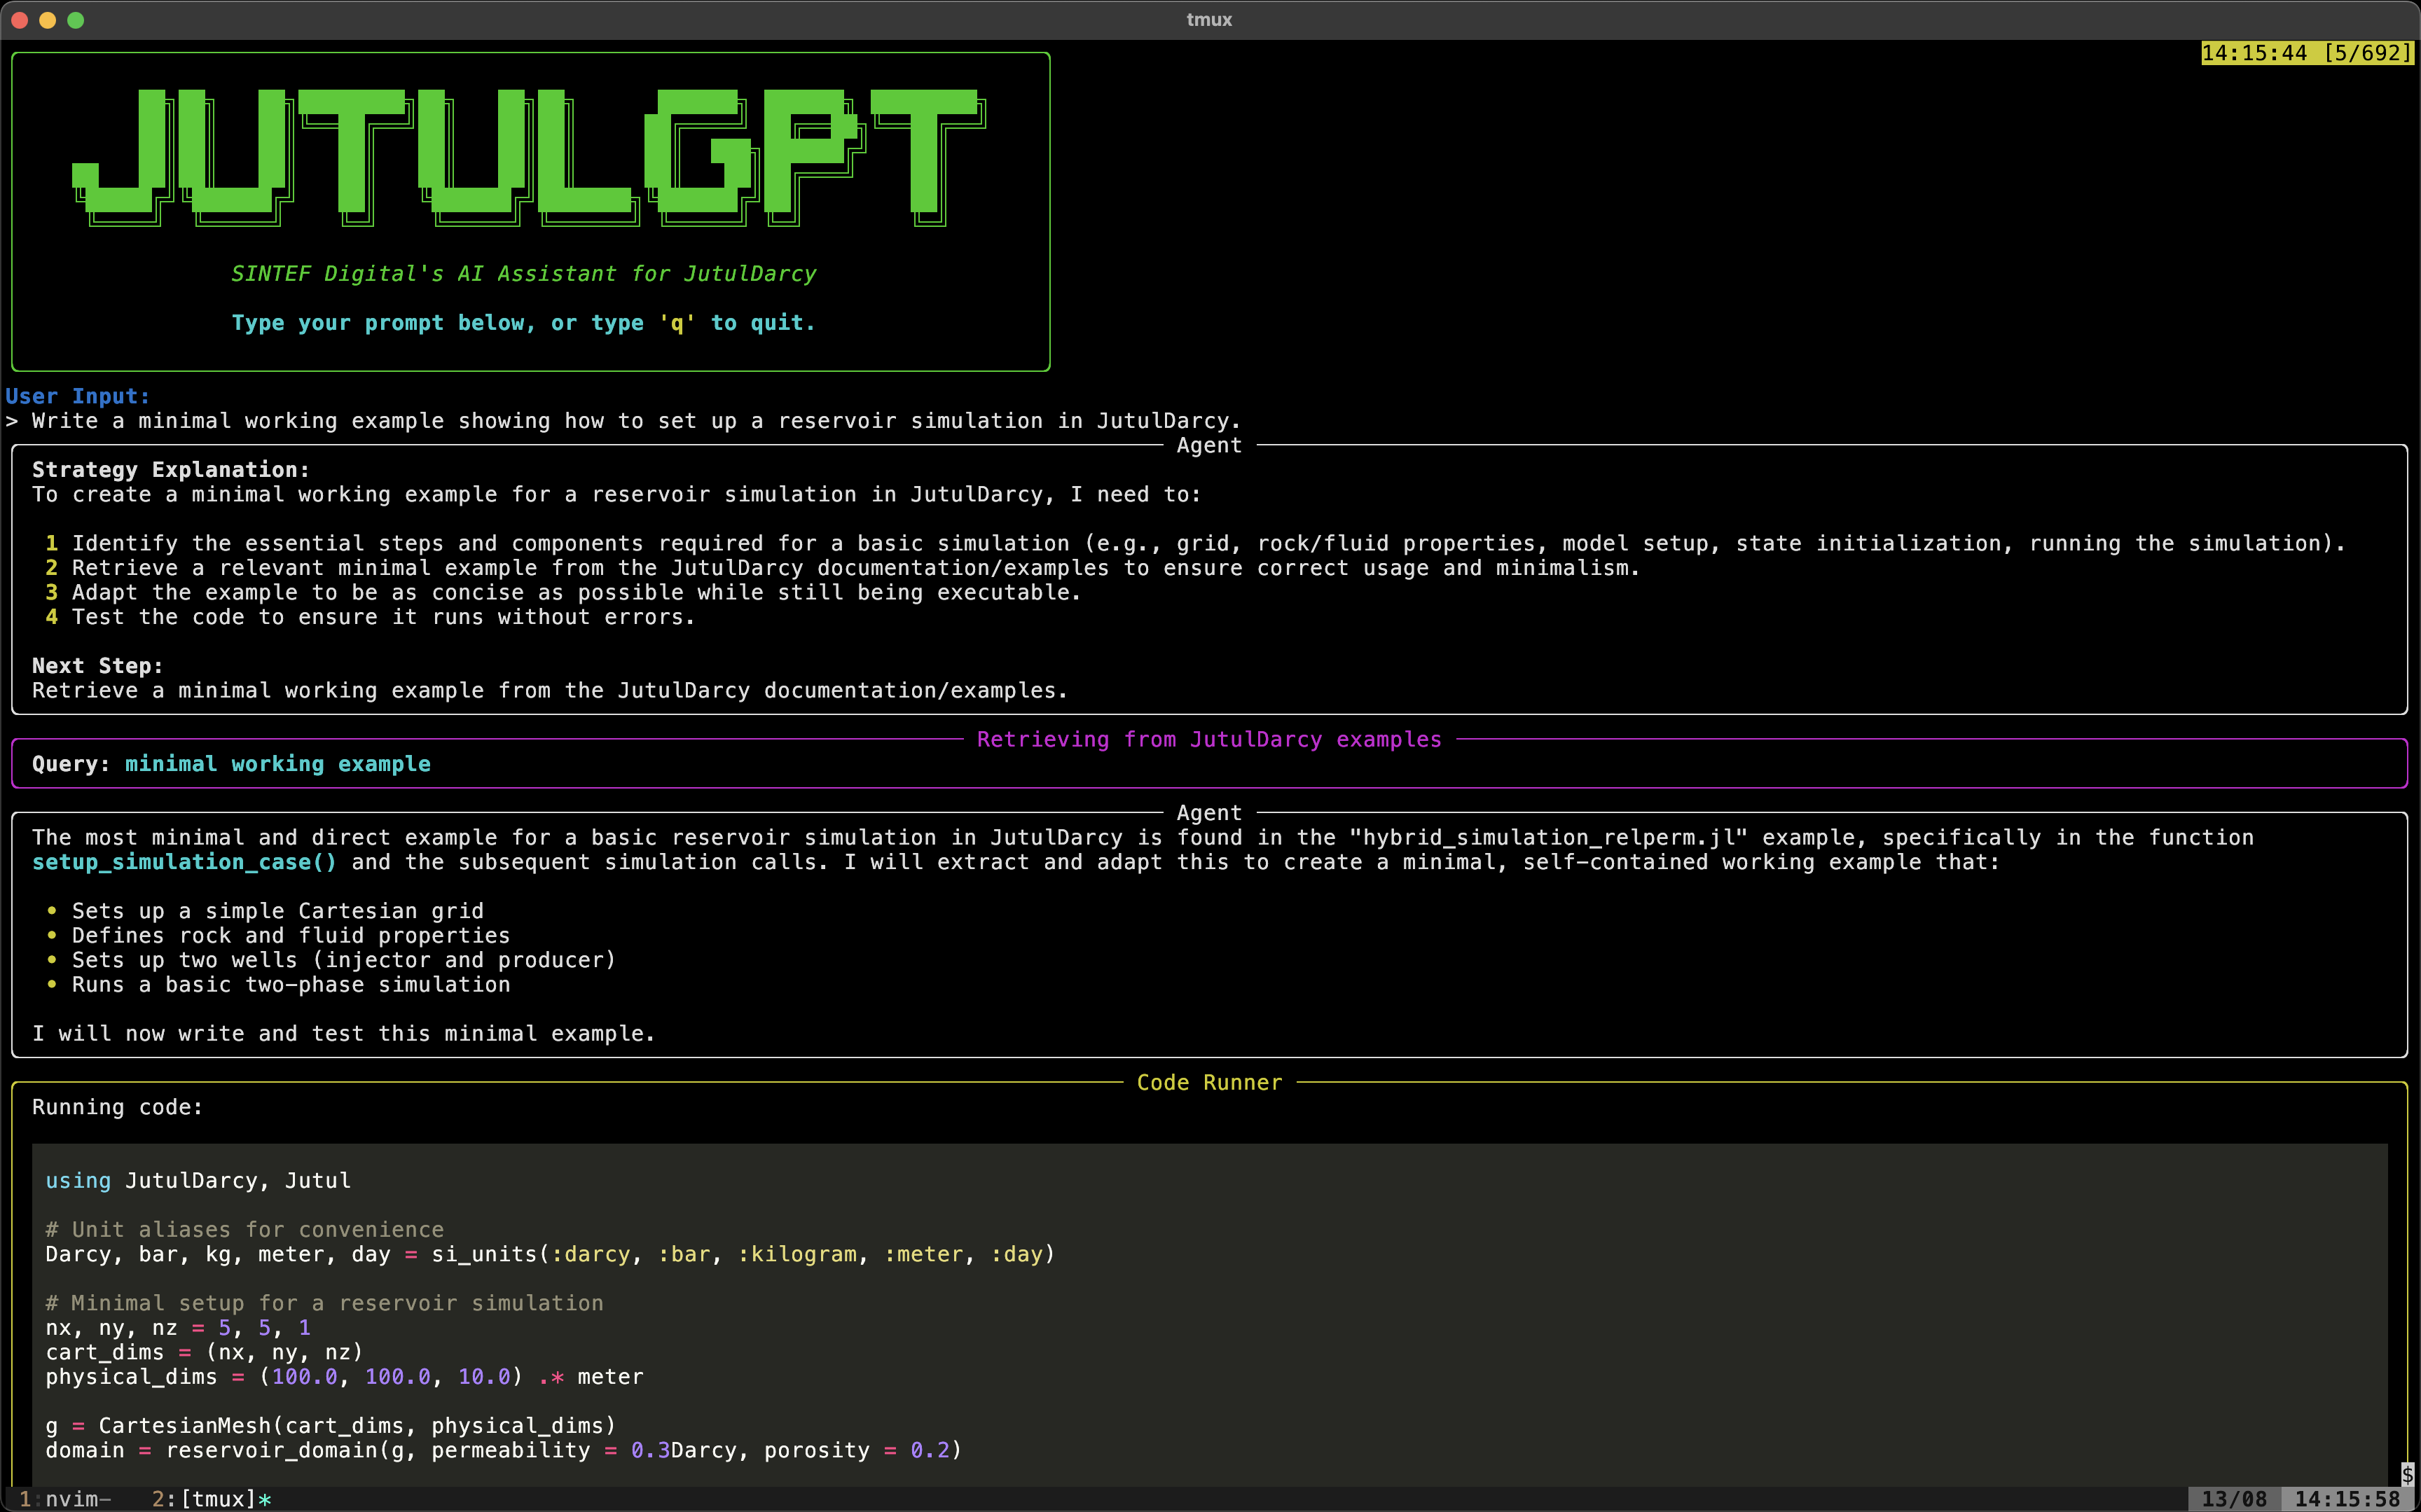 tmux
14:15:44 [5/692]
JUTULGPT
SINTEF Digital's AI Assistant for JutulDarcy
Type your prompt below, or type 'q' to quit.
User Input:
> Write a minimal working example showing how to set up a reservoir simulation in JutulDarcy.
Agent
Strategy Explanation:
To create a minimal working example for a reservoir simulation in JutulDarcy, I need to:
1 Identify the essential steps and components required for a basic simulation (e.g., grid, rock/fluid properties, model setup, state initialization, running the simulation).
2 Retrieve a relevant minimal example from the JutulDarcy documentation/examples to ensure correct usage and minimalism.
3 Adapt the example to be as concise as possible while still being executable.
4 Test the code to ensure it runs without errors.
Next Step:
Retrieve a minimal working example from the JutulDarcy documentation/examples.
Retrieving from JutulDarcy examples
Query: minimal working example
Agent
The most minimal and direct example for a basic reservoir simulation in JutulDarcy is found in the "hybrid_simulation_relperm.jl" example, specifically in the function
setup_simulation_case() and the subsequent simulation calls. I will extract and adapt this to create a minimal, self-contained working example that:
• Sets up a simple Cartesian grid
• Defines rock and fluid properties
• Sets up two wells (injector and producer)
• Runs a basic two-phase simulation
I will now write and test this minimal example.
Code Runner
Running code:
using JutulDarcy, Jutul
# Unit aliases for convenience
Darcy, bar, kg, meter, day = si_units(:darcy, :bar, :kilogram, :meter, :day)
# Minimal setup for a reservoir simulation
nx, ny, nz = 5, 5, 1
cart_dims = (nx, ny, nz)
physical_dims = (100.0, 100.0, 10.0) .* meter
g = CartesianMesh(cart_dims, physical_dims)
domain = reservoir_domain(g, permeability = 0.3Darcy, porosity = 0.2)
$
1:nvim- 2:[tmux]* 13/08 14:15:58